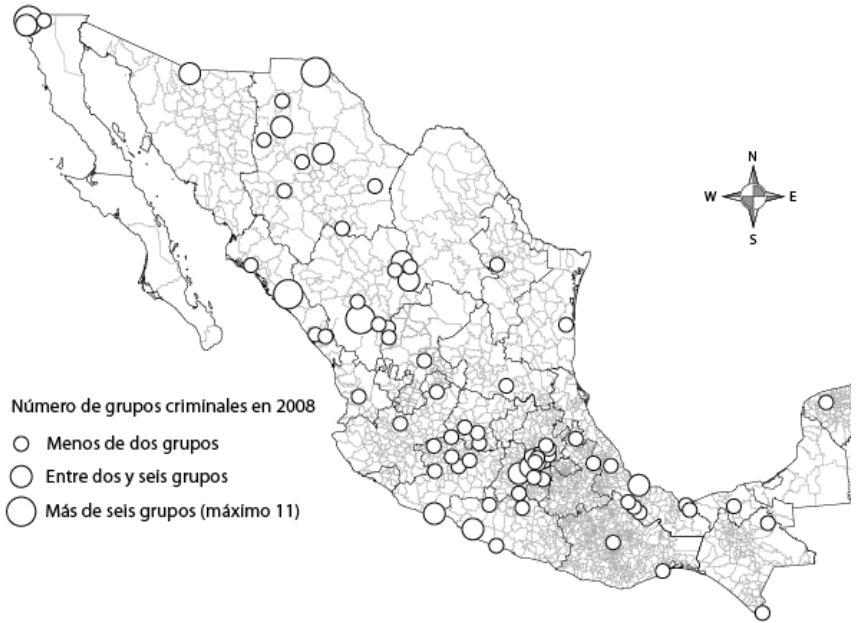 N
W E
S
Número de grupos criminales en 2008
Menos de dos grupos
Entre dos y seis grupos
Más de seis grupos (máximo 11)